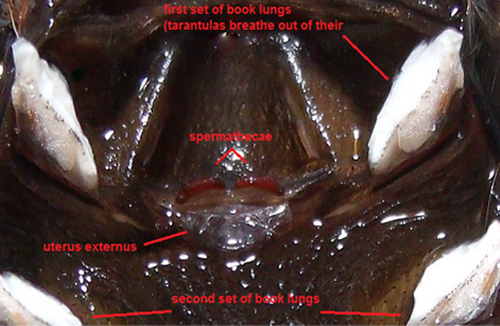 first set of book lungs
(tarantulas breathe out of their
spermathecae
uterus externus
second set of book lungs